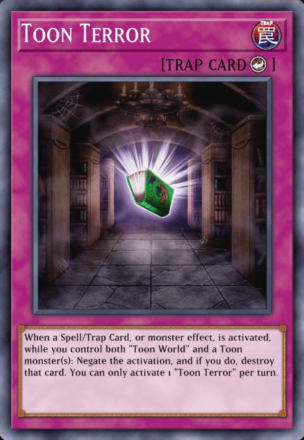 Toon Terror
TRAP
罠
[TRAP CARD]
When a Spell/Trap Card, or monster effect, is activated,
while you control both "Toon World" and a Toon
monster(s): Negate the activation, and if you do, destroy
that card. You can only activate 1 "Toon Terror" per turn.